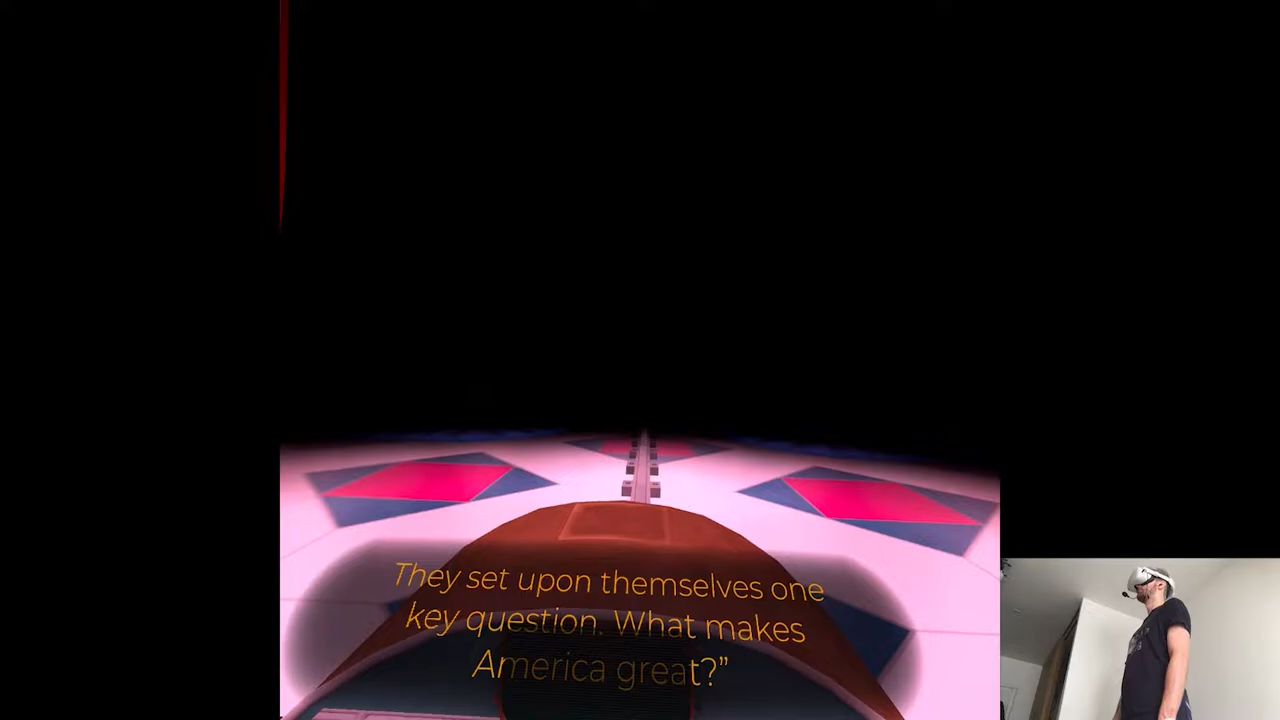 They set upon themselves one
key question. What makes
America great?"